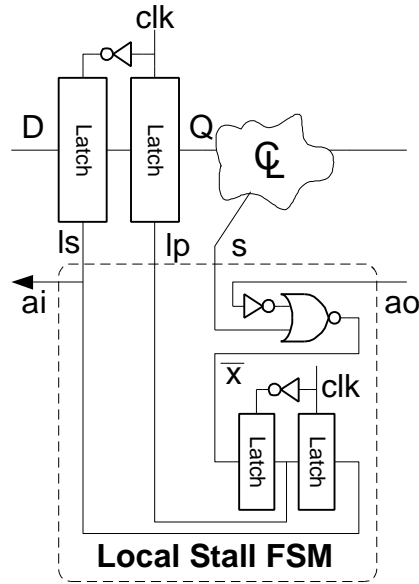 clk
D
Q
Latch
Latch
CL
ls
lp
s
ai
ao
x
clk
Latch
Latch
Local Stall FSM